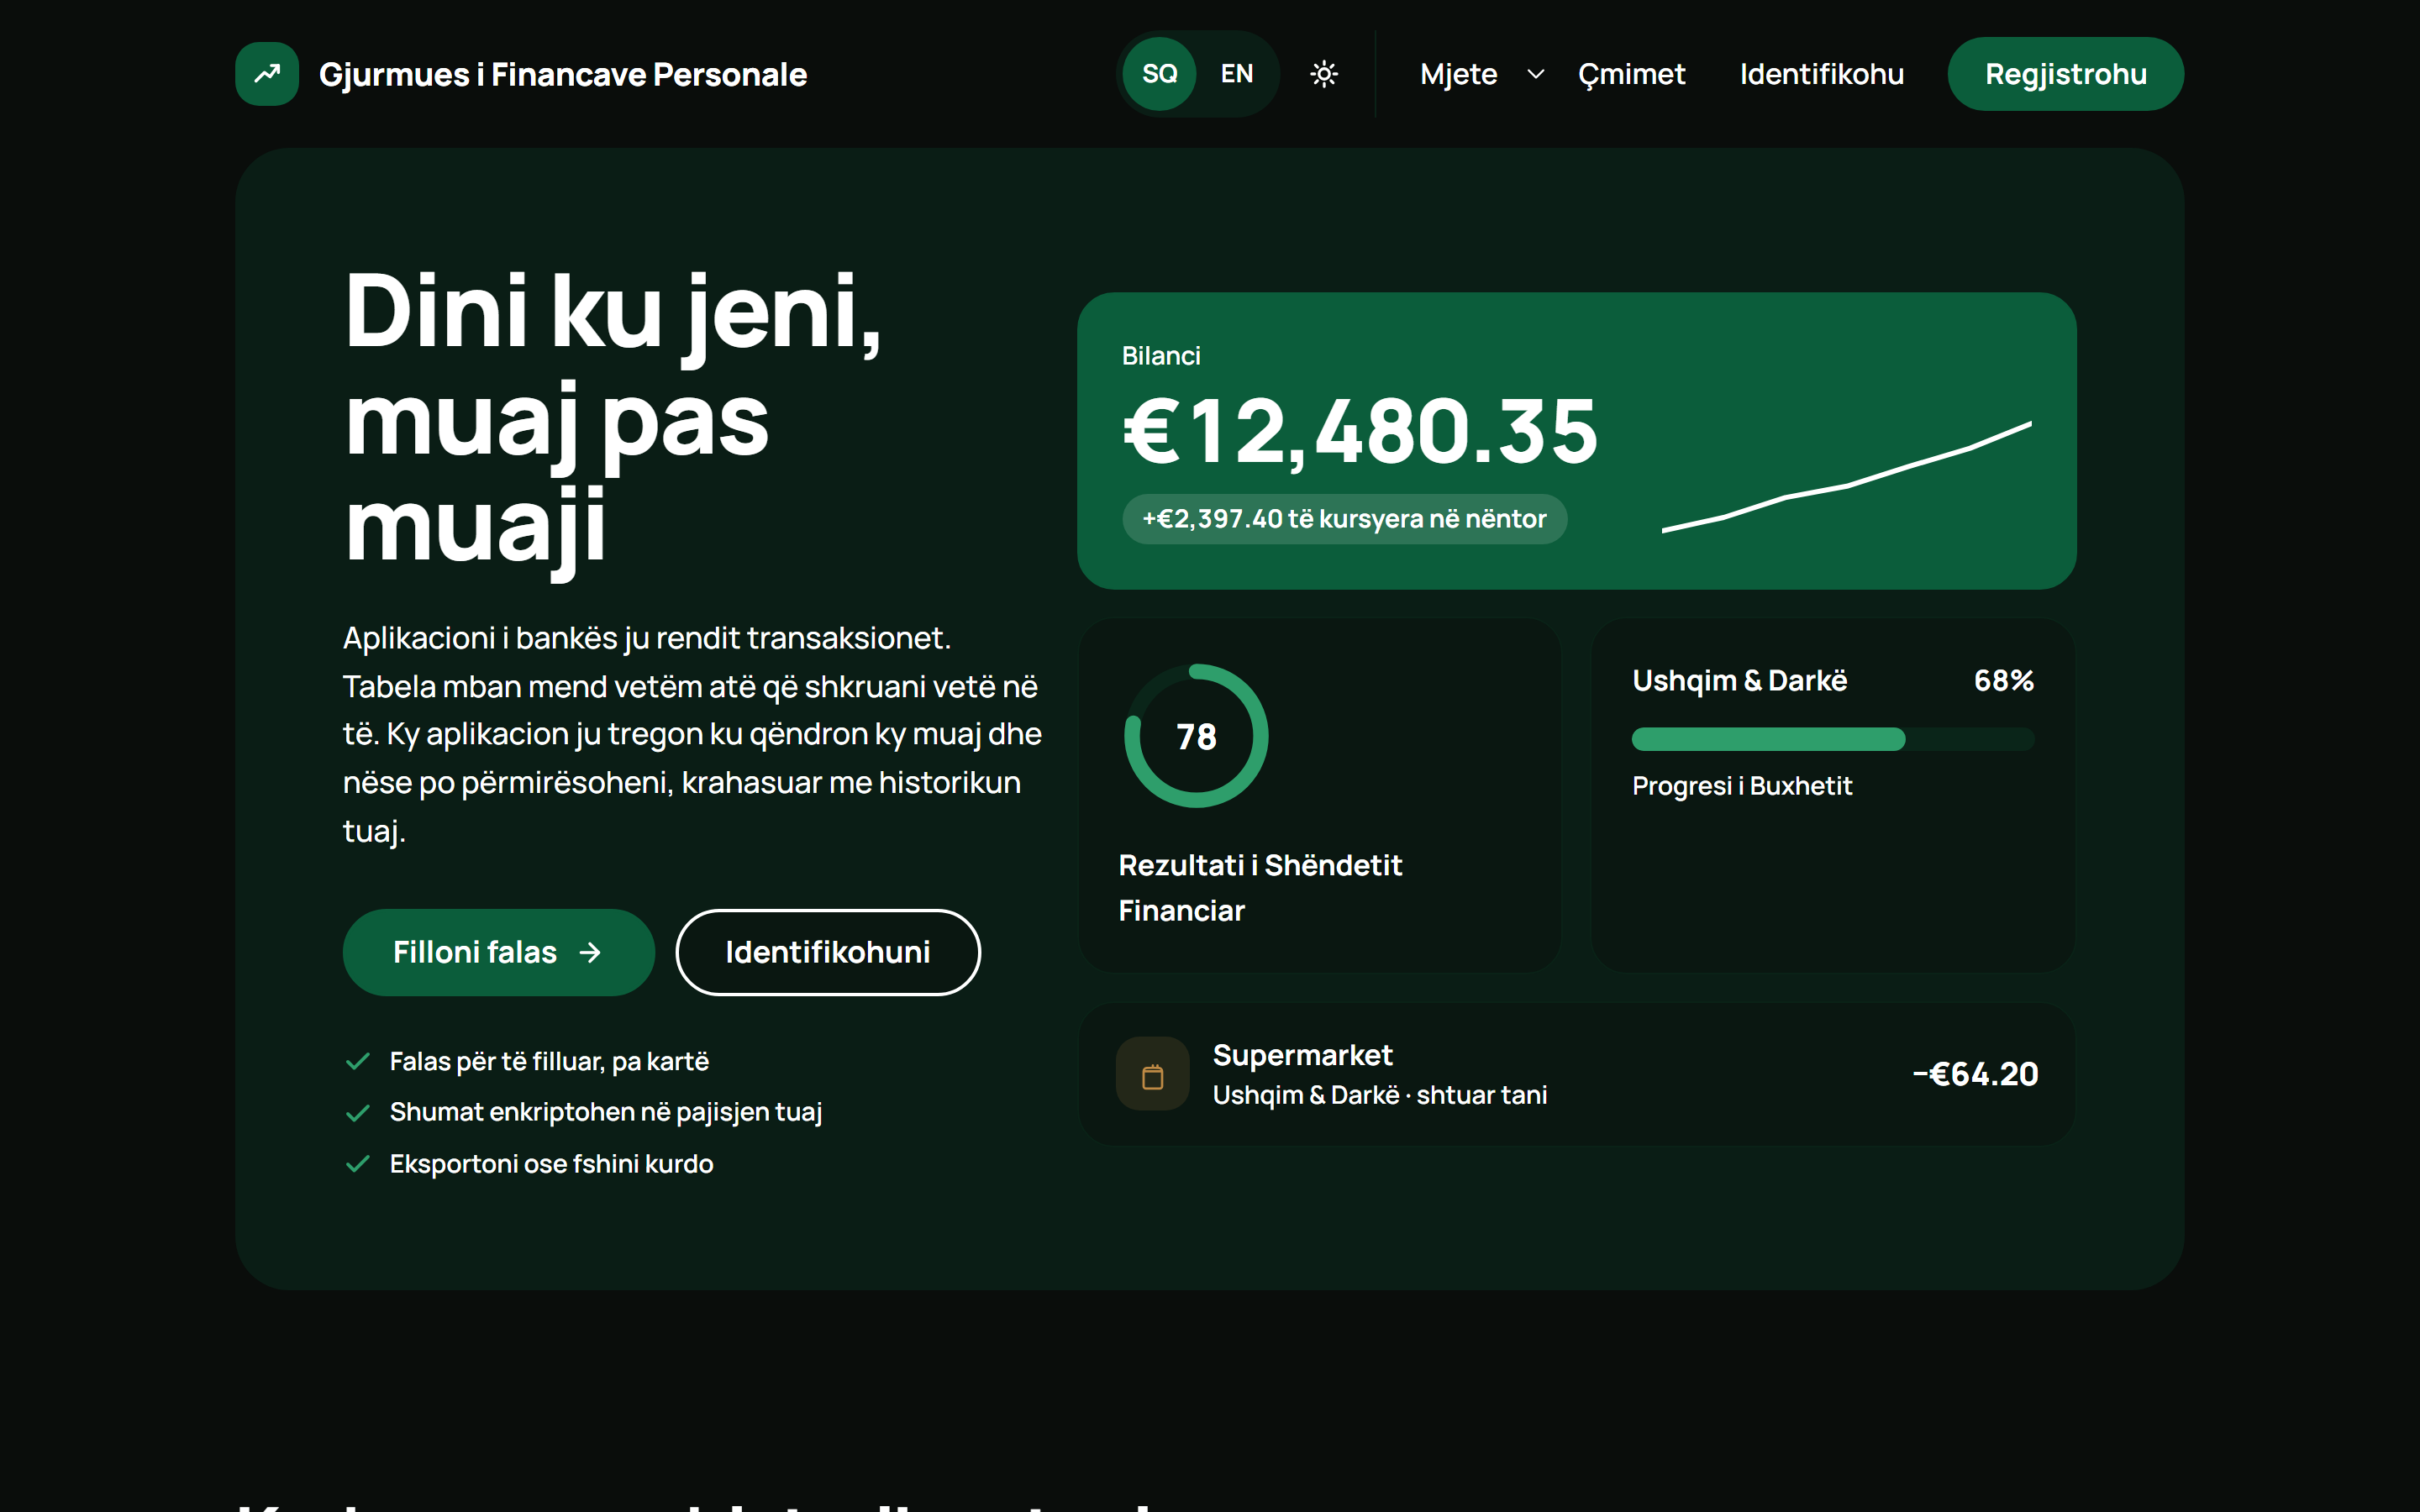 Gjurmues i Financave Personale
SQ EN
Mjete Çmimet Identifikohu Regjistrohu
Dini ku jeni,
muaj pas
muaji
Aplikacioni i bankës ju rendit transaksionet.
Tabela mban mend vetëm atë që shkruani vetë në
të. Ky aplikacion ju tregon ku qëndron ky muaj dhe
nëse po përmirësoheni, krahasuar me historikun
tuaj.
Filloni falas Identifikohuni
Falas për të filluar, pa kartë
Shumat enkriptohen në pajisjen tuaj
Eksportoni ose fshini kurdo
Bilanci
€12,480.35
+€2,397.40 të kursyera në nëntor
78
Rezultati i Shëndetit
Financiar
Ushqim & Darkë 68%
Progresi i Buxhetit
Supermarket
Ushqim & Darkë · shtuar tani
−€64.20